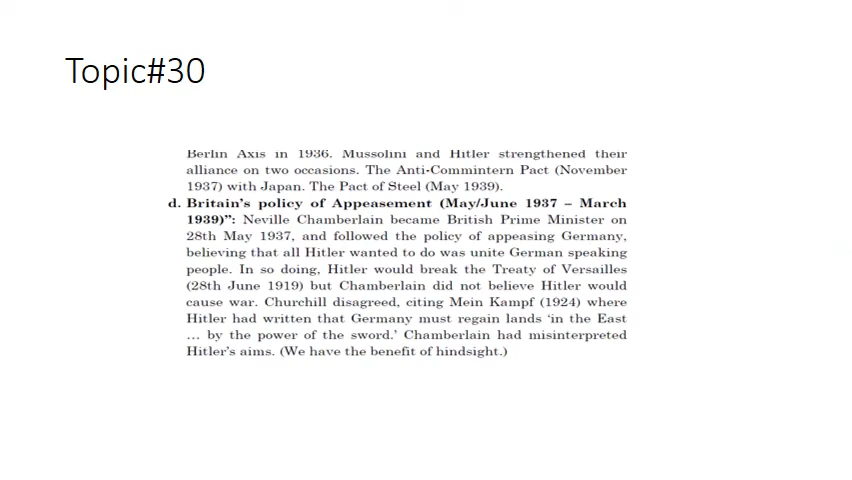 Topic#30
Berlin Axis in 1936. Mussolini and Hitler strengthened their
alliance on two occasions. The Anti-Commintern Pact (November
1937) with Japan. The Pact of Steel (May 1939).
d. Britain's policy of Appeasement (May/June 1937 – March
1939)”: Neville Chamberlain became British Prime Minister on
28th May 1937, and followed the policy of appeasing Germany,
believing that all Hitler wanted to do was unite German speaking
people. In so doing, Hitler would break the Treaty of Versailles
(28th June 1919) but Chamberlain did not believe Hitler would
cause war. Churchill disagreed, citing Mein Kampf (1924) where
Hitler had written that Germany must regain lands ‘in the East
... by the power of the sword.’ Chamberlain had misinterpreted
Hitler's aims. (We have the benefit of hindsight.)